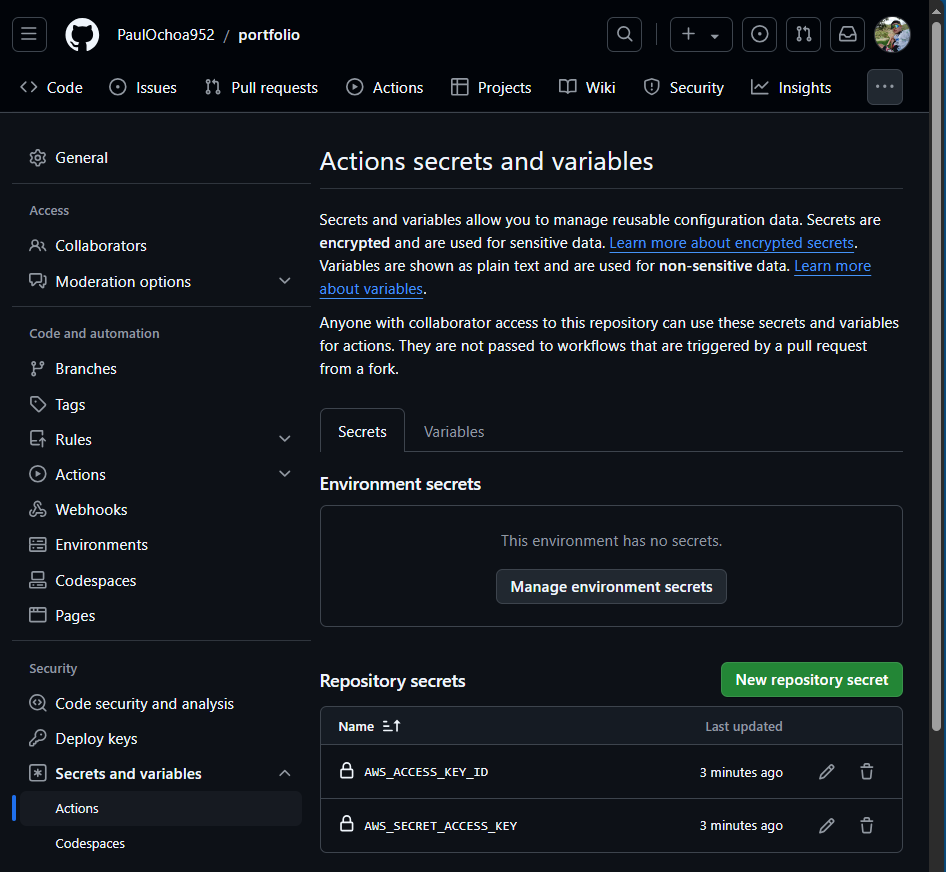 PaulOchoa952 / portfolio
Code
Issues
Pull requests
Actions
Projects
Wiki
Security
Insights
General
Access
Collaborators
Moderation options
Code and automation
Branches
Tags
Rules
Actions
Webhooks
Environments
Codespaces
Pages
Security
Code security and analysis
Deploy keys
Secrets and variables
Actions
Codespaces
Actions secrets and variables
Secrets and variables allow you to manage reusable configuration data. Secrets are
encrypted and are used for sensitive data. Learn more about encrypted secrets.
Variables are shown as plain text and are used for non-sensitive data. Learn more
about variables.
Anyone with collaborator access to this repository can use these secrets and variables
for actions. They are not passed to workflows that are triggered by a pull request
from a fork.
Secrets
Variables
Environment secrets
This environment has no secrets.
Manage environment secrets
Repository secrets
New repository secret
Name
Last updated
AWS_ACCESS_KEY_ID
3 minutes ago
AWS_SECRET_ACCESS_KEY
3 minutes ago